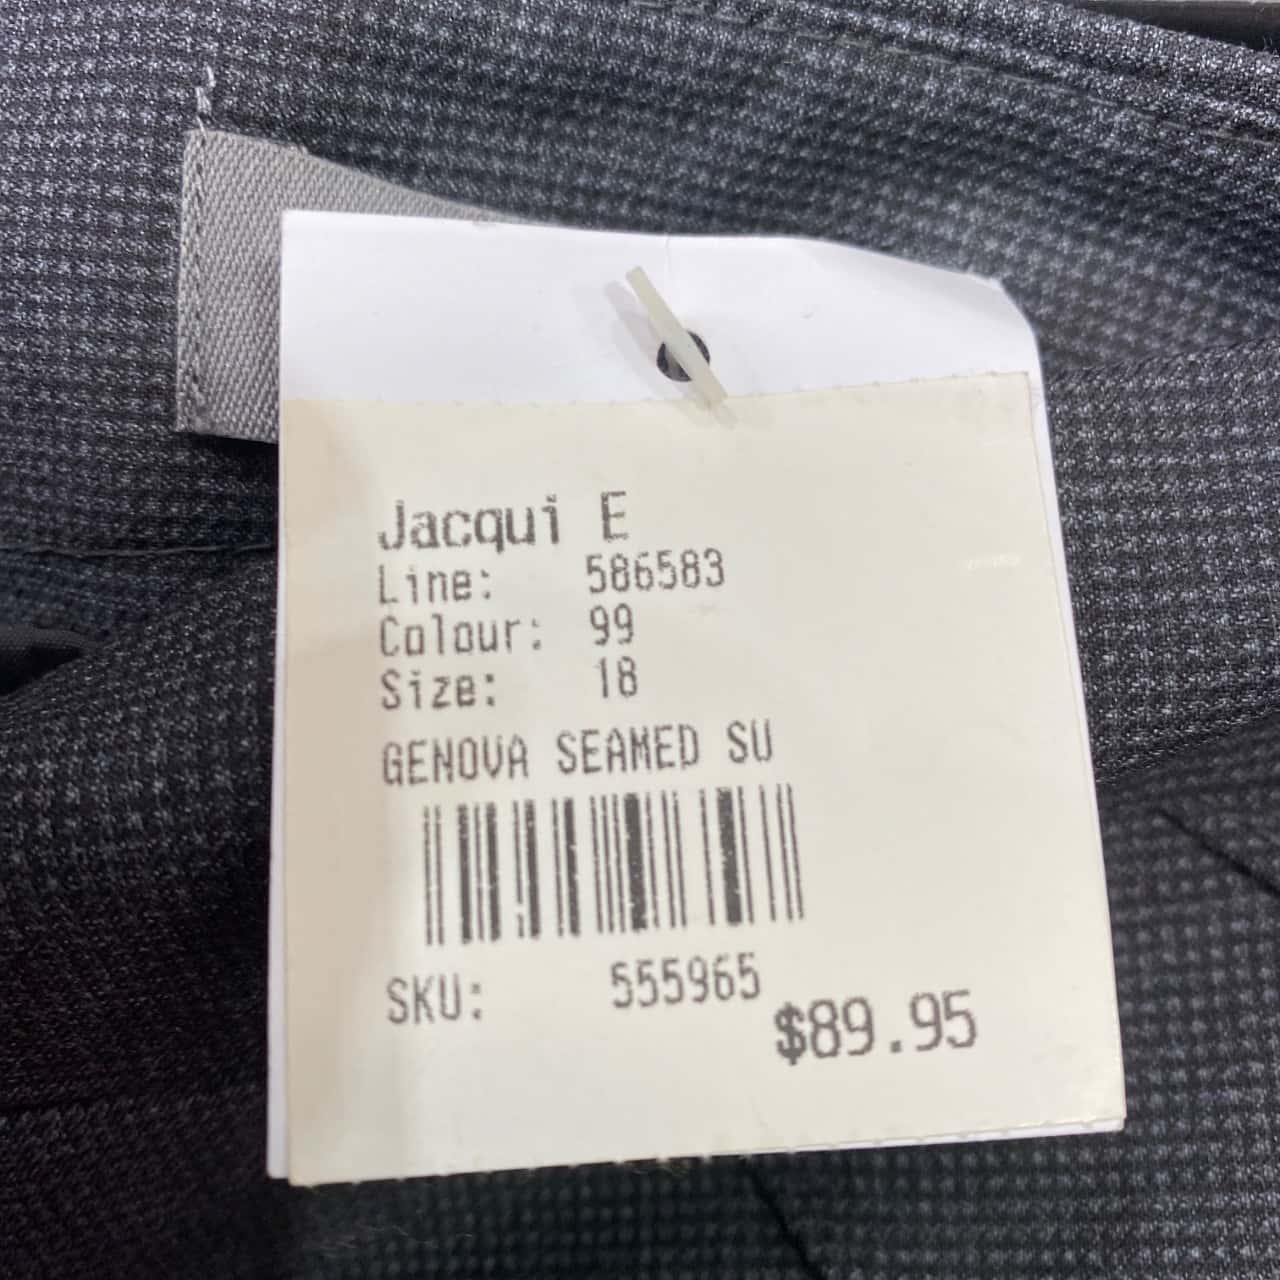 Jacqui E
Line: 586583
Colour: 99
Size: 18
GENOVA SEAMED SU
SKU: 555965
$89.95